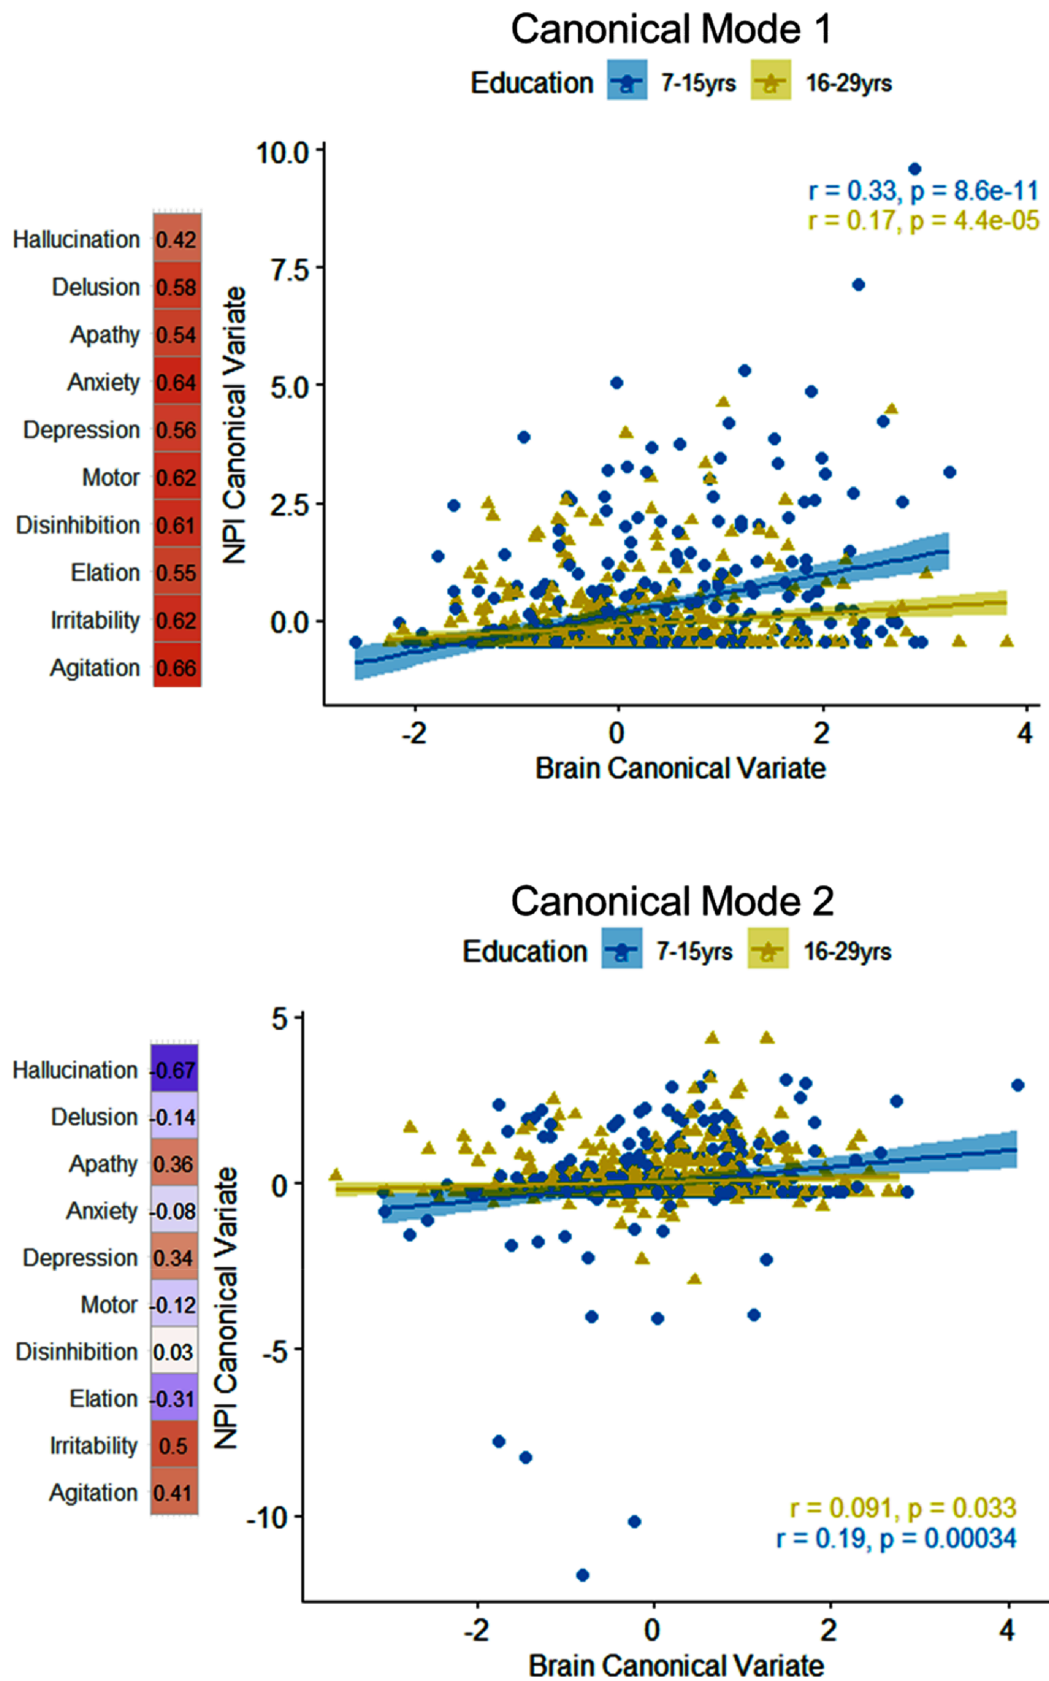 Canonical Mode 1
Education a 7-15yrs a 16-29yrs
10.0
7.5
5.0
2.5
0.0
NPI Canonical Variate
r = 0.33, p = 8.6e-11
r = 0.17, p = 4.4e-05
Hallucination 0.42
Delusion 0.58
Apathy 0.54
Anxiety 0.64
Depression 0.56
Motor 0.62
Disinhibition 0.61
Elation 0.55
Irritability 0.62
Agitation 0.66
-2 0 2 4
Brain Canonical Variate
Canonical Mode 2
Education a 7-15yrs a 16-29yrs
5
0
-5
-10
NPI Canonical Variate
Hallucination -0.67
Delusion -0.14
Apathy 0.36
Anxiety -0.08
Depression 0.34
Motor -0.12
Disinhibition 0.03
Elation -0.31
Irritability 0.5
Agitation 0.41
r = 0.091, p = 0.033
r = 0.19, p = 0.00034
-2 0 2 4
Brain Canonical Variate